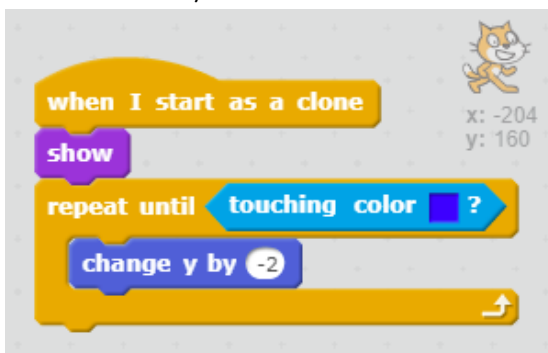 when I start as a clone
x: -204
show
y: 160
repeat until touching color ?
change y by -2